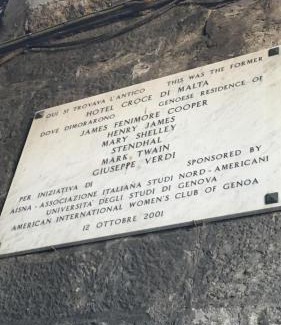 QUI SI TROVAVA L'ANTICO THIS WAS THE FORMER
HOTEL CROCE DI MALTA
DOVE DIMORARONO GENOESE RESIDENCE OF
JAMES FENIMORE COOPER
HENRY JAMES
MARY SHELLEY
STENDHAL
MARK TWAIN
GIUSEPPE VERDI
PER INIZIATIVA DI SPONSORED BY
AISNA - ASSOCIAZIONE ITALIANA STUDI NORD - AMERICANI
UNIVERSITÀ DEGLI STUDI DI GENOVA
AMERICAN INTERNATIONAL WOMEN'S CLUB OF GENOA
12 OTTOBRE 2001